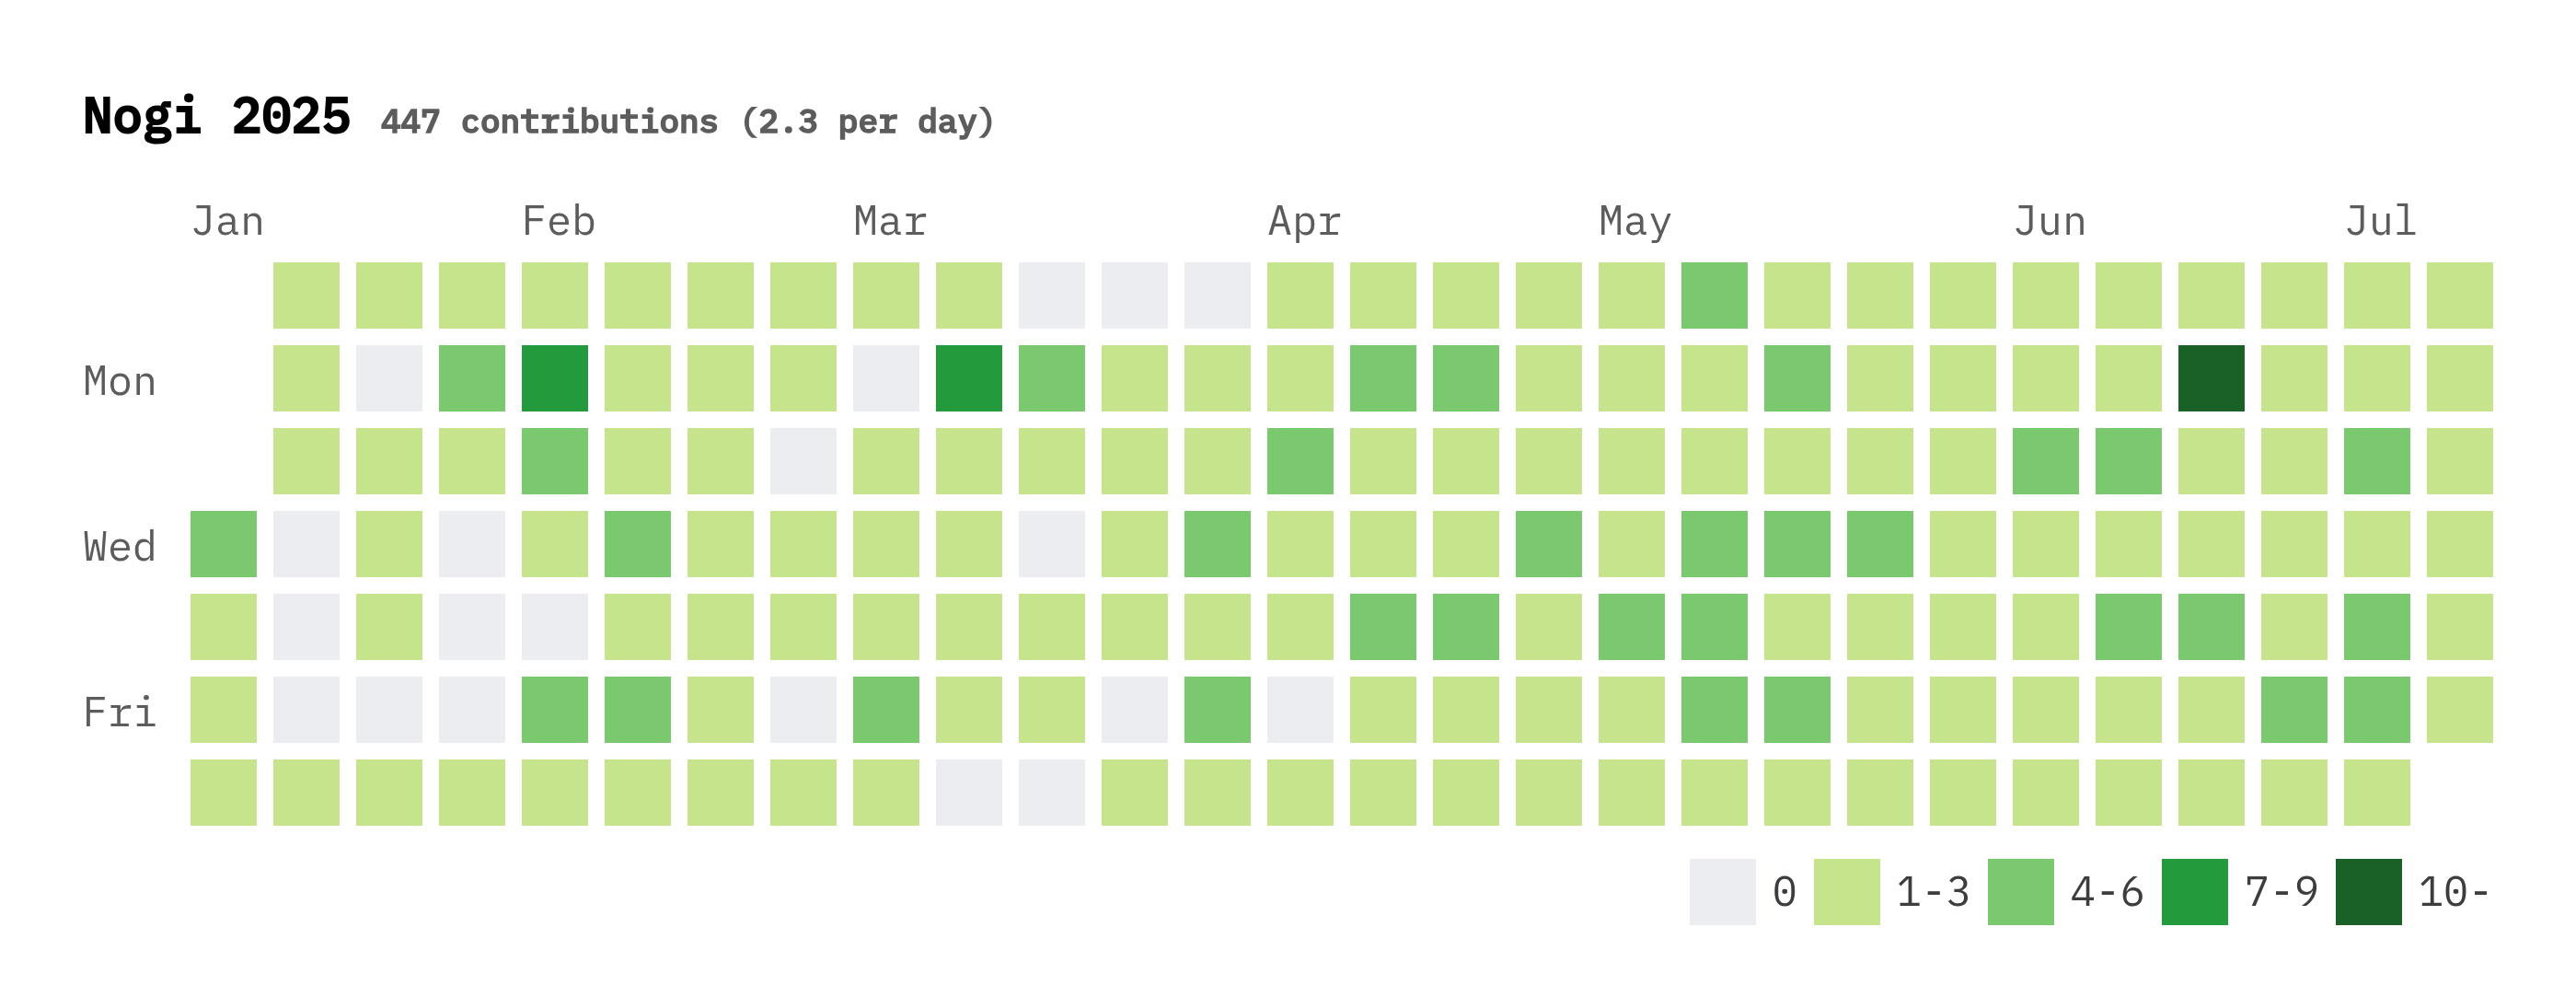 Nogi 2025 447 contributions (2.3 per day)
Jan Feb Mar Apr May Jun Jul
Mon
Wed
Fri
0 1-3 4-6 7-9 10-